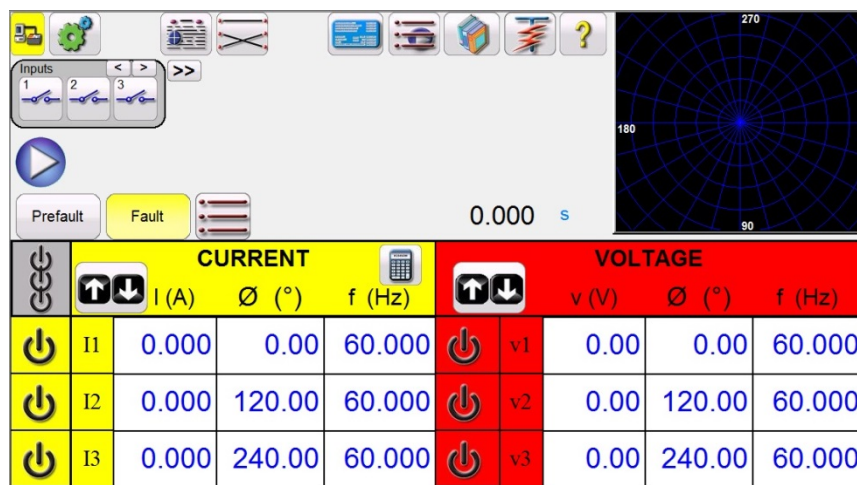 270
?
Inputs < > >>
1 2 3
180
Prefault Fault 0.000 s
90
CURRENT VOLTAGE
I (A) Ø (°) f (Hz) v (V) Ø (°) f (Hz)
I1 0.000 0.00 60.000 v1 0.00 0.00 60.000
I2 0.000 120.00 60.000 v2 0.00 120.00 60.000
I3 0.000 240.00 60.000 v3 0.00 240.00 60.000